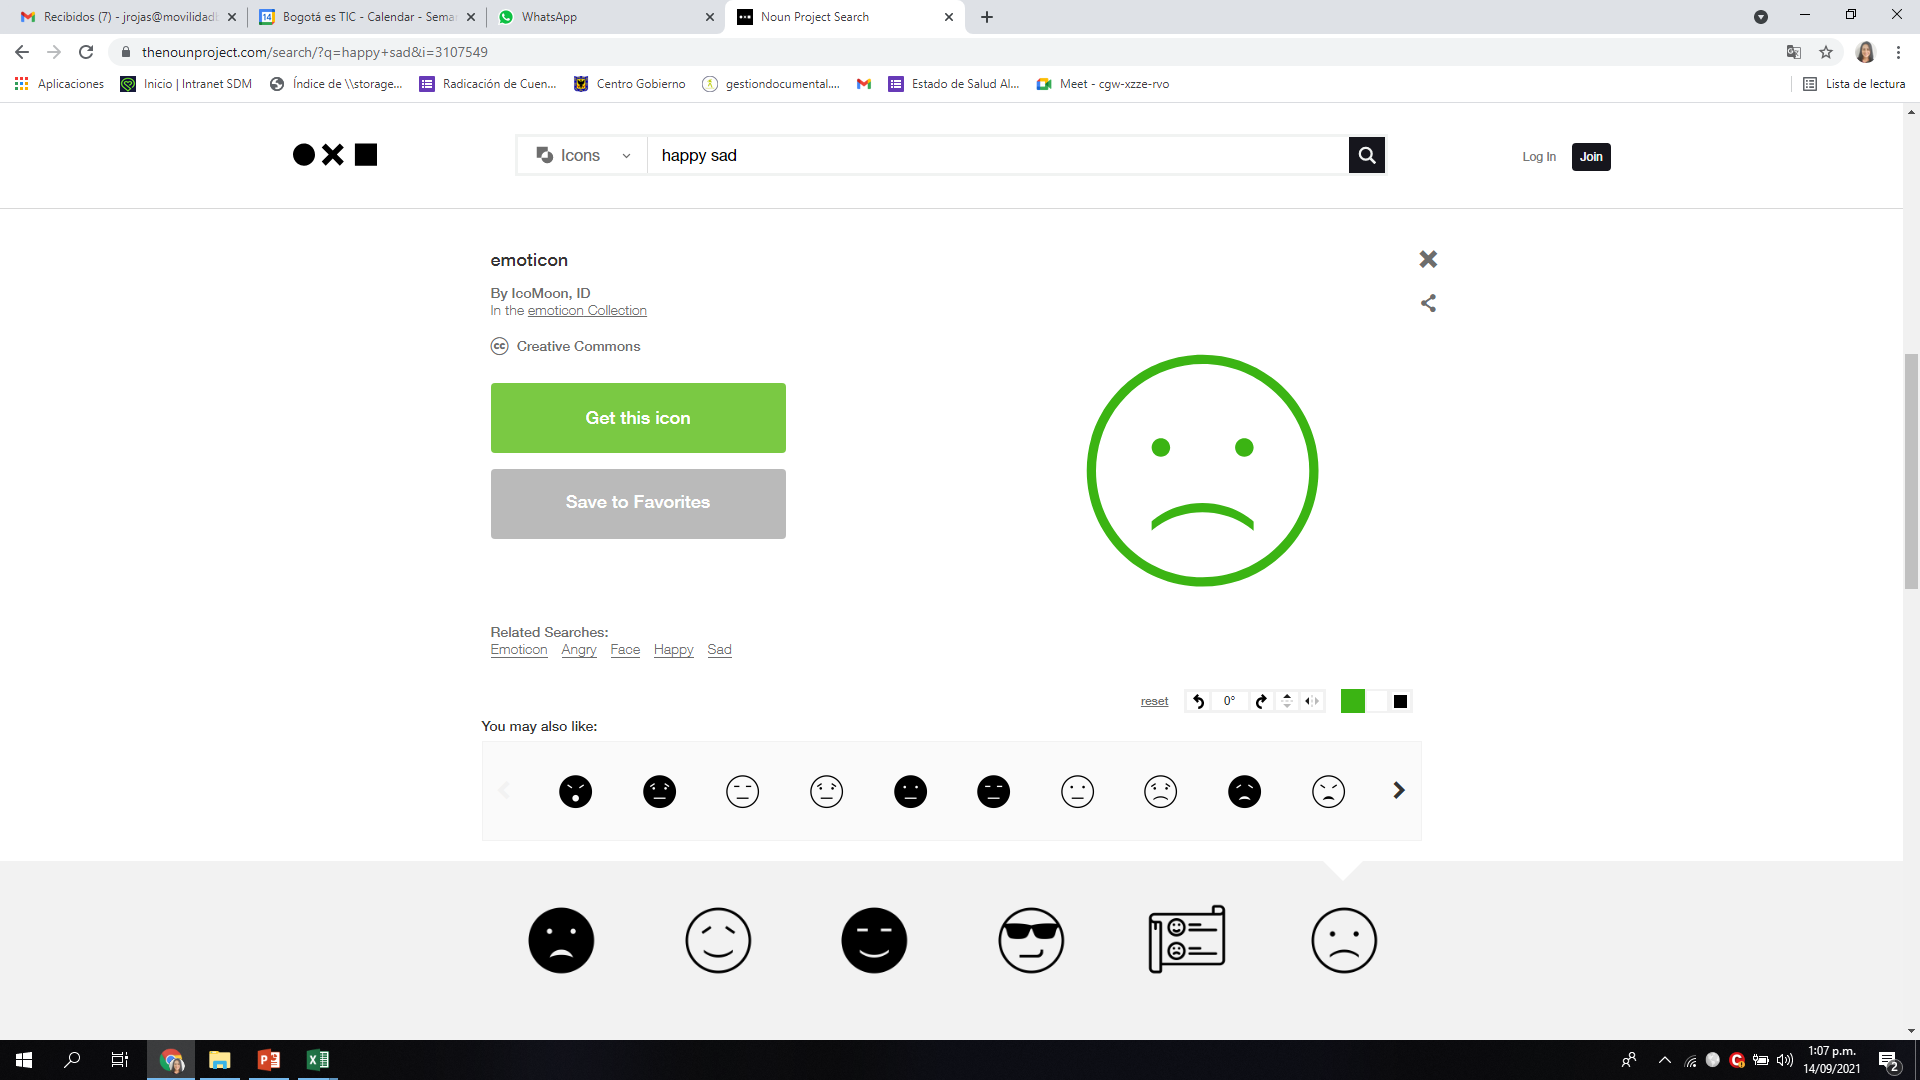 Recibidos (7) - jrojas@movilidadb
Bogotá es TIC - Calendar - Sema
WhatsApp
Noun Project Search
thenounproject.com/search/?q=happy+sad&i=3107549
Aplicaciones
Inicio | Intranet SDM
Índice de \\storage...
Radicación de Cuen...
Centro Gobierno
gestiondocumental....
Estado de Salud Al...
Meet - cgw-xzze-rvo
Lista de lectura
Icons
happy sad
Log In
Join
emoticon
By IcoMoon, ID
In the emoticon Collection
cc Creative Commons
Get this icon
Save to Favorites
Related Searches:
Emoticon Angry Face Happy Sad
reset
0°
You may also like:
1:07 p.m.
14/09/2021
2